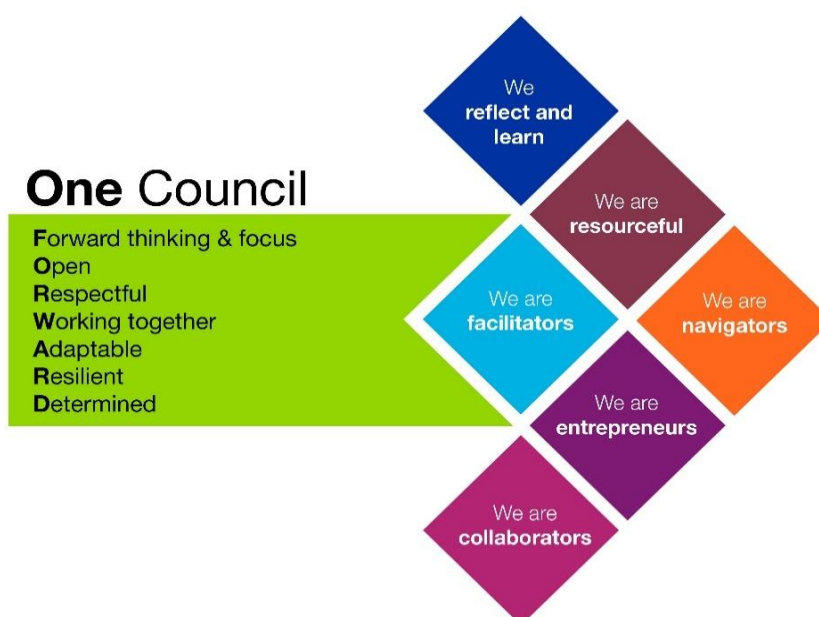 One Council
Forward thinking & focus
Open
Respectful
Working together
Adaptable
Resilient
Determined
We
reflect and
learn
We are
resourceful
We are
facilitators
We are
navigators
We are
entrepreneurs
We are
collaborators